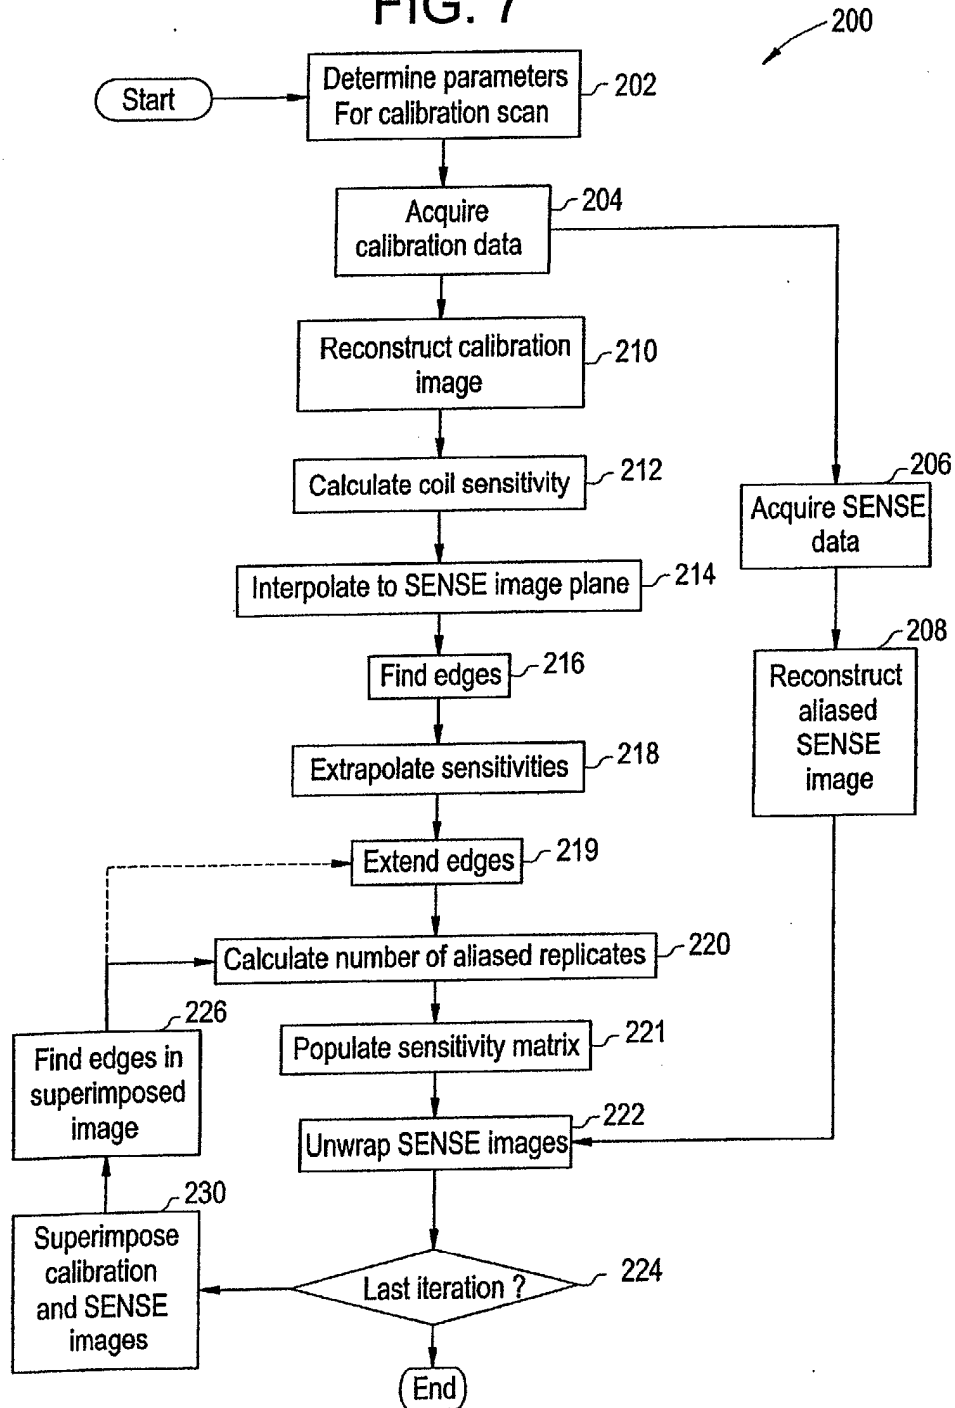 FIG. 7
200
Start
Determine parameters
For calibration scan
202
Acquire
calibration data
204
Reconstruct calibration
image
210
Calculate coil sensitivity
212
206
Acquire SENSE
data
Interpolate to SENSE image plane
214
Find edges
216
208
Reconstruct
aliased
SENSE
image
Extrapolate sensitivities
218
Extend edges
219
Calculate number of aliased replicates
220
226
Find edges in
superimposed
image
Populate sensitivity matrix
221
Unwrap SENSE images
222
230
Superimpose
calibration
and SENSE
images
Last iteration ?
224
End